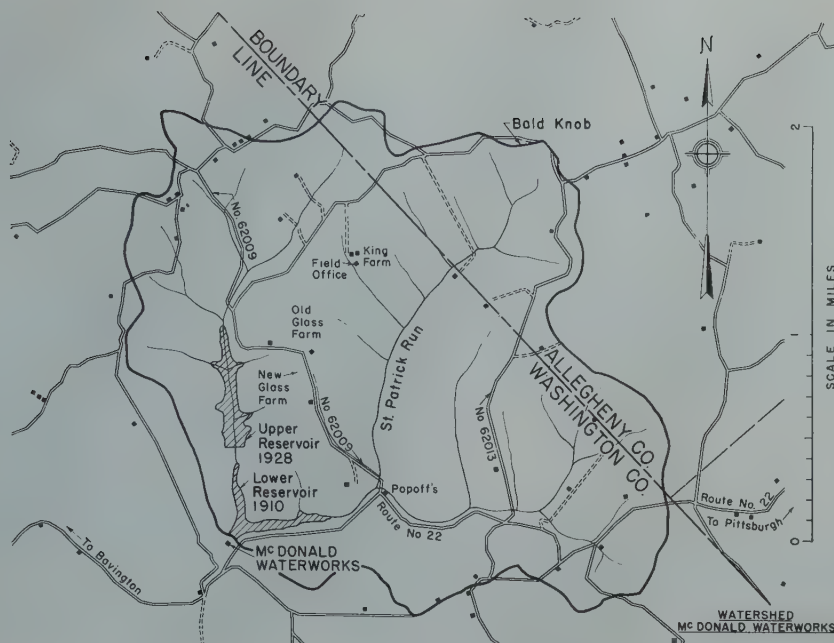 BOUNDARY
LINE
N
Bald Knob
2
No 62009
King
Farm
Field
Office
Old
Glass
Farm
St. Patrick Run
SCALE IN MILES
1
New
Glass
Farm
No 62009
No 62013
ALLEGHENY CO.
WASHINGTON CO.
Upper
Reservoir
1928
Lower
Reservoir
1910
Popoff's
Route No 22
Route No. 22
To Pittsburgh
0
To Bavington
McDONALD
WATERWORKS
WATERSHED
McDONALD WATERWORKS